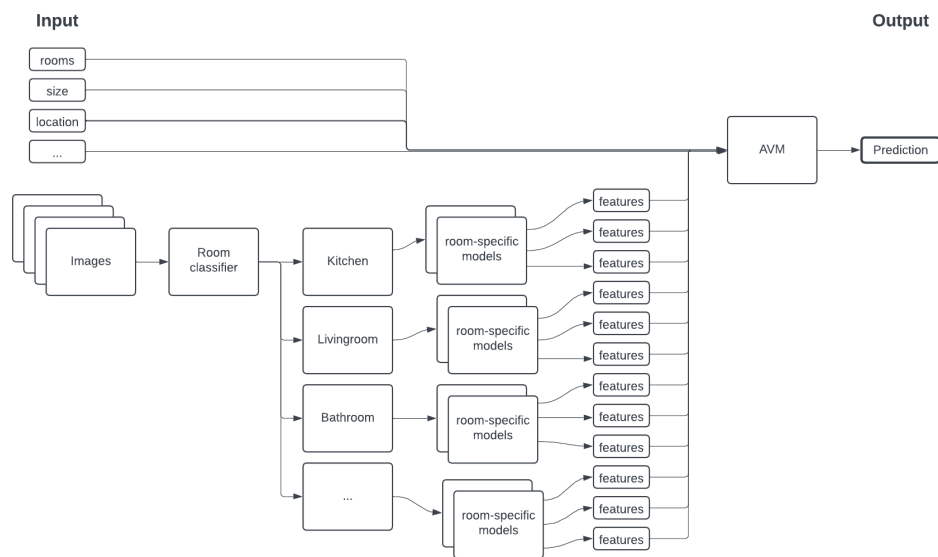 Input
Output
rooms
size
location
...
AVM
Prediction
Images
Room
classifier
Kitchen
room-specific
models
features
features
features
Livingroom
room-specific
models
features
features
features
Bathroom
room-specific
models
features
features
features
...
room-specific
models
features
features
features